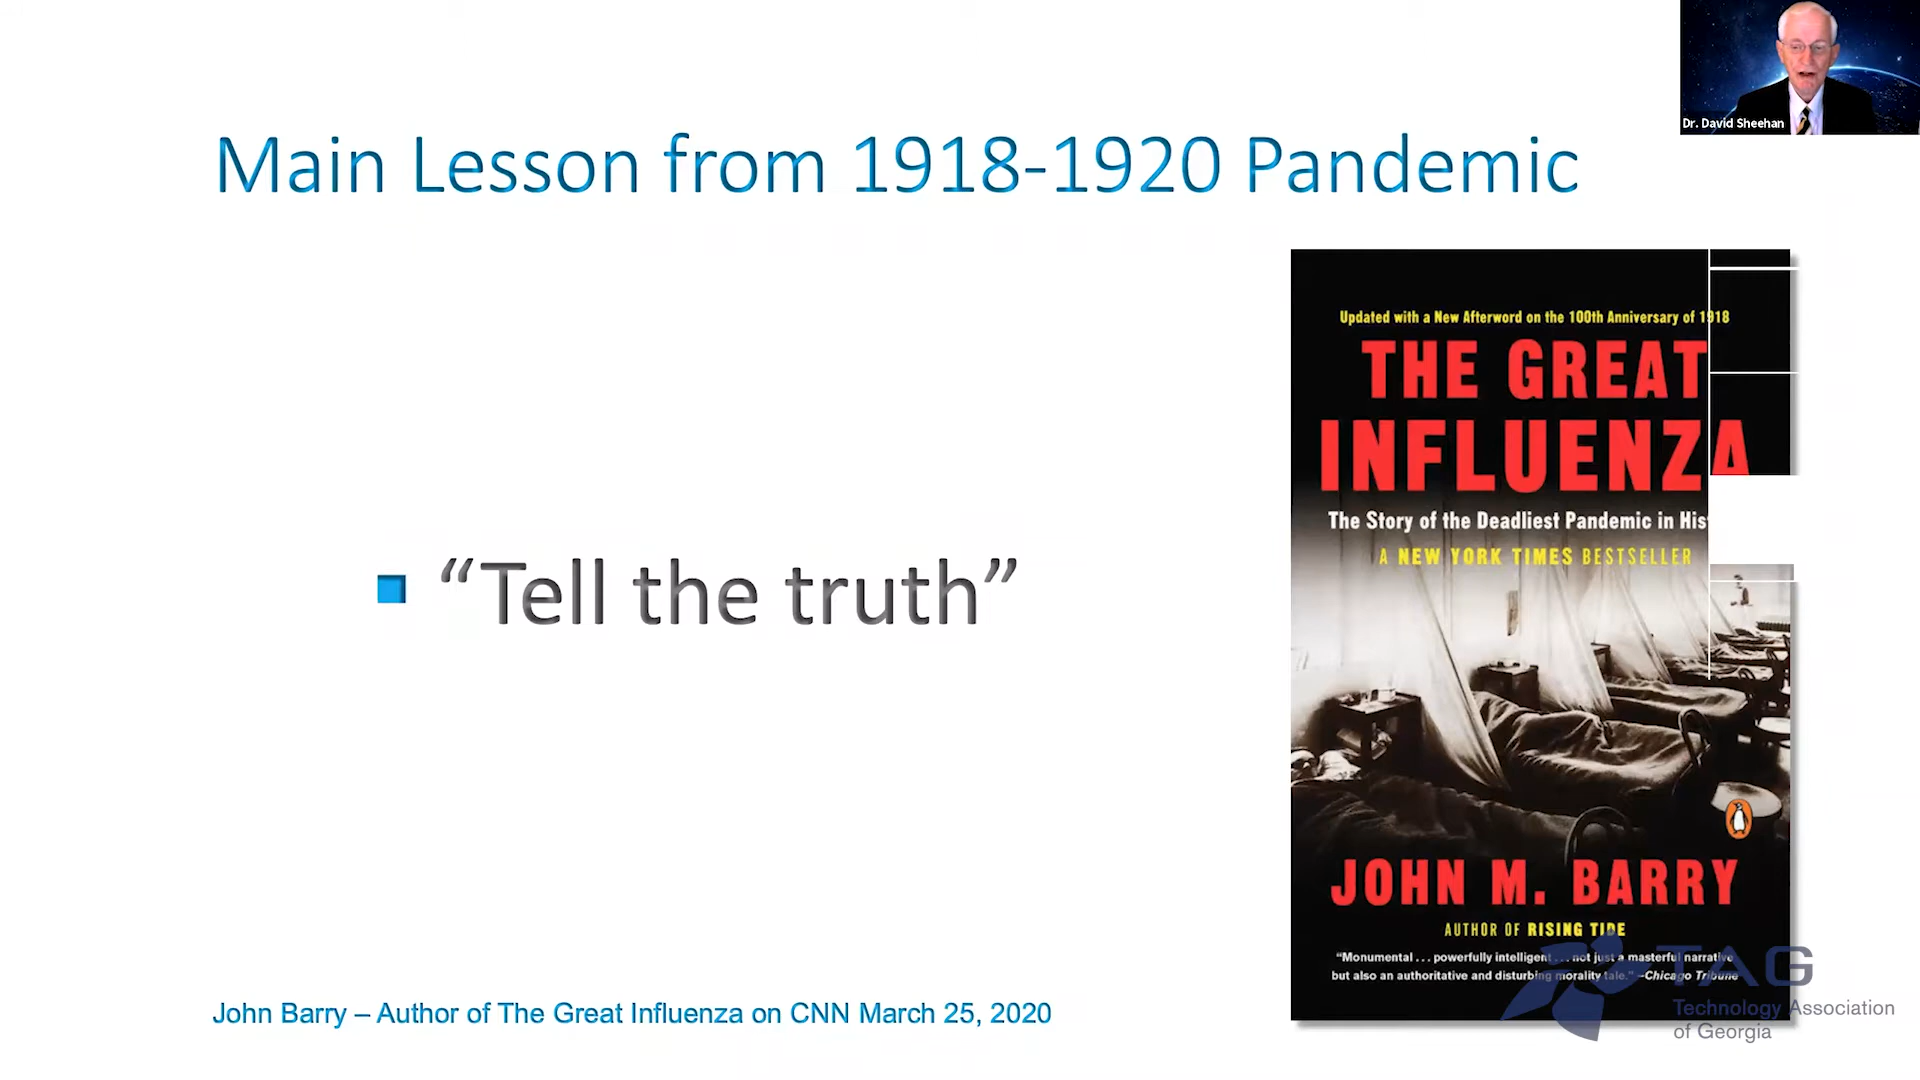 Dr. David Sheehan
Main Lesson from 1918-1920 Pandemic
“Tell the truth”
Updated with a New Afterword on the 100th Anniversary of 1918
THE GREAT
INFLUENZA
The Story of the Deadliest Pandemic in His
A NEW YORK TIMES BESTSELLER
JOHN M. BARRY
AUTHOR OF RISING TIDE
“Monumental . . . powerfully intelligent . . . not just a masterful narrative
but also an authoritative and disturbing morality tale.” –Chicago Tribune
TAG
Technology Association
of Georgia
John Barry – Author of The Great Influenza on CNN March 25, 2020